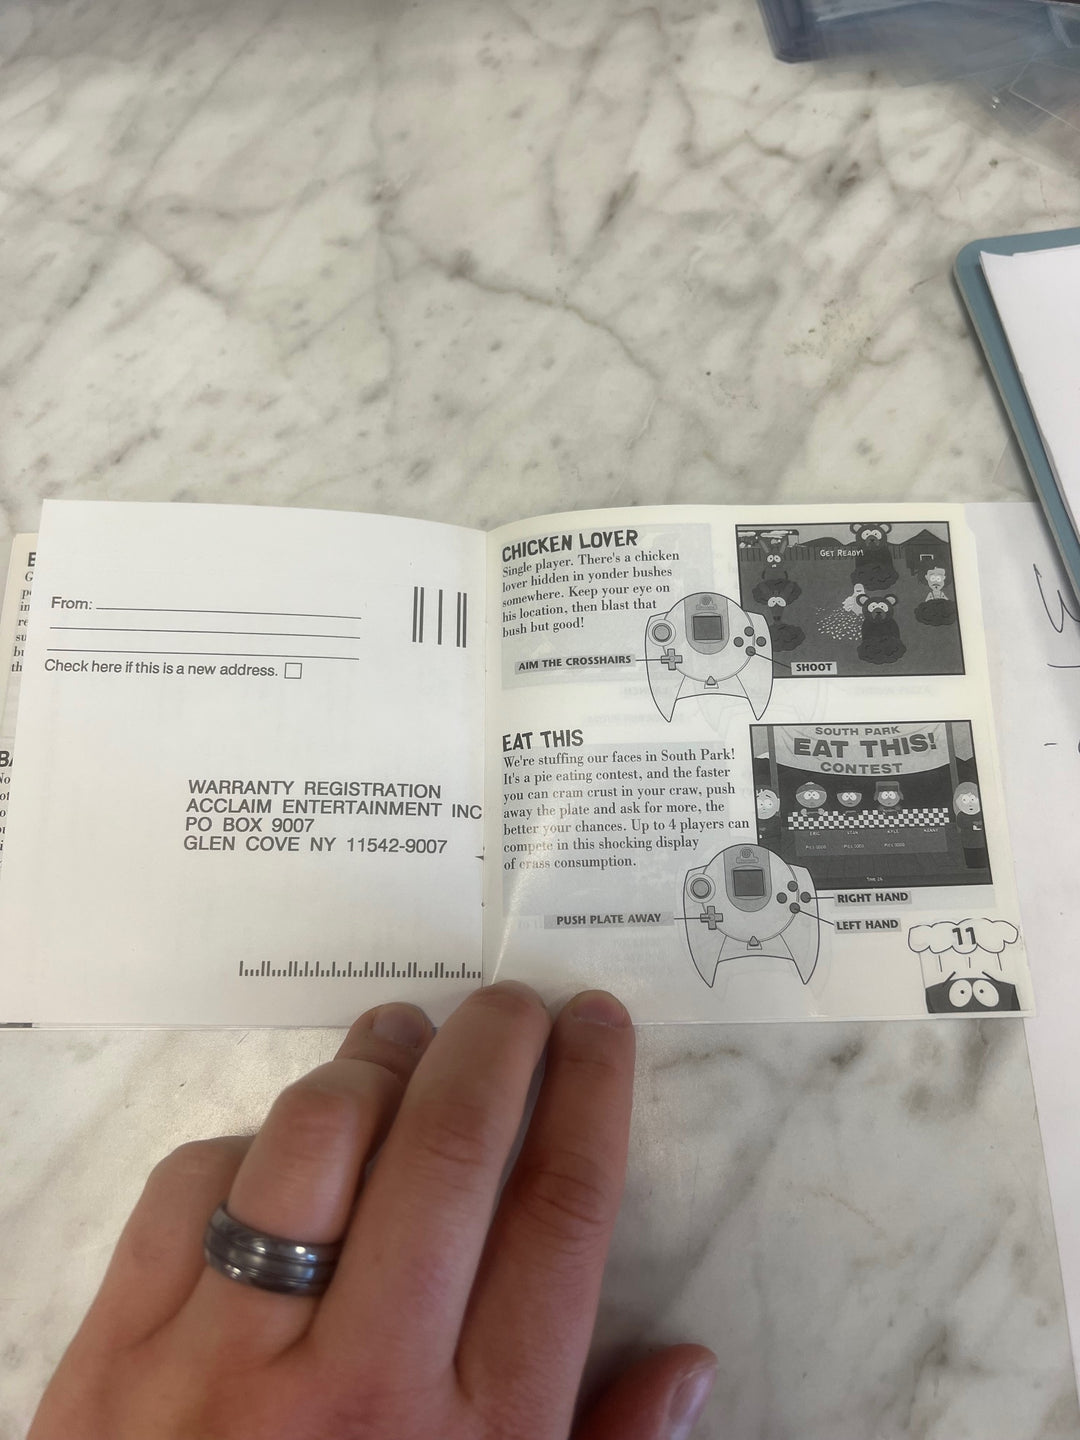 From:
Check here if this is a new address.
WARRANTY REGISTRATION
ACCLAIM ENTERTAINMENT INC
PO BOX 9007
GLEN COVE NY 11542-9007
CHICKEN LOVER
Single player. There's a chicken
lover hidden in yonder bushes
somewhere. Keep your eye on
his location, then blast that
bush but good!
AIM THE CROSSHAIRS
SHOOT
GET READY!
EAT THIS
We're stuffing our faces in South Park!
It's a pie eating contest, and the faster
you can cram crust in your craw, push
away the plate and ask for more, the
better your chances. Up to 4 players can
compete in this shocking display
of crass consumption.
SOUTH PARK
EAT THIS!
CONTEST
ERIC STAN KYLE KENNY
PUSH PLATE AWAY
RIGHT HAND
LEFT HAND
11